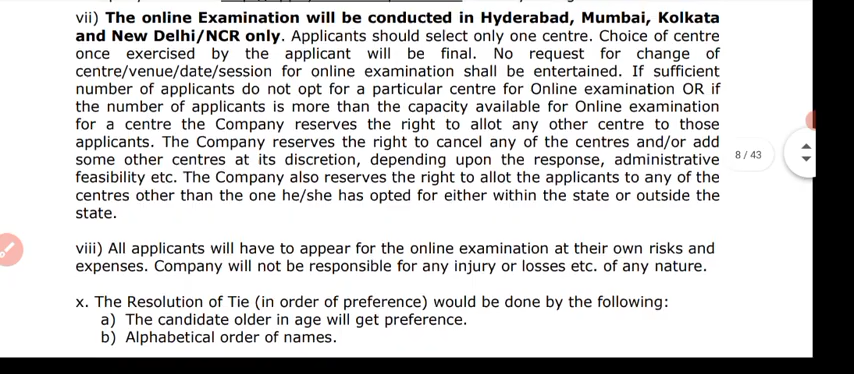 vii) The online Examination will be conducted in Hyderabad, Mumbai, Kolkata
and New Delhi/NCR only. Applicants should select only one centre. Choice of centre
once exercised by the applicant will be final. No request for change of
centre/venue/date/session for online examination shall be entertained. If sufficient
number of applicants do not opt for a particular centre for Online examination OR if
the number of applicants is more than the capacity available for Online examination
for a centre the Company reserves the right to allot any other centre to those
applicants. The Company reserves the right to cancel any of the centres and/or add
some other centres at its discretion, depending upon the response, administrative
feasibility etc. The Company also reserves the right to allot the applicants to any of the
centres other than the one he/she has opted for either within the state or outside the
state.
8 / 43
viii) All applicants will have to appear for the online examination at their own risks and
expenses. Company will not be responsible for any injury or losses etc. of any nature.
x. The Resolution of Tie (in order of preference) would be done by the following:
a) The candidate older in age will get preference.
b) Alphabetical order of names.